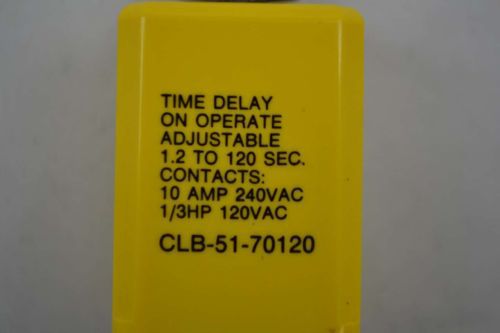 TIME DELAY
ON OPERATE
ADJUSTABLE
1.2 TO 120 SEC.
CONTACTS:
10 AMP 240VAC
1/3HP 120VAC
CLB-51-70120